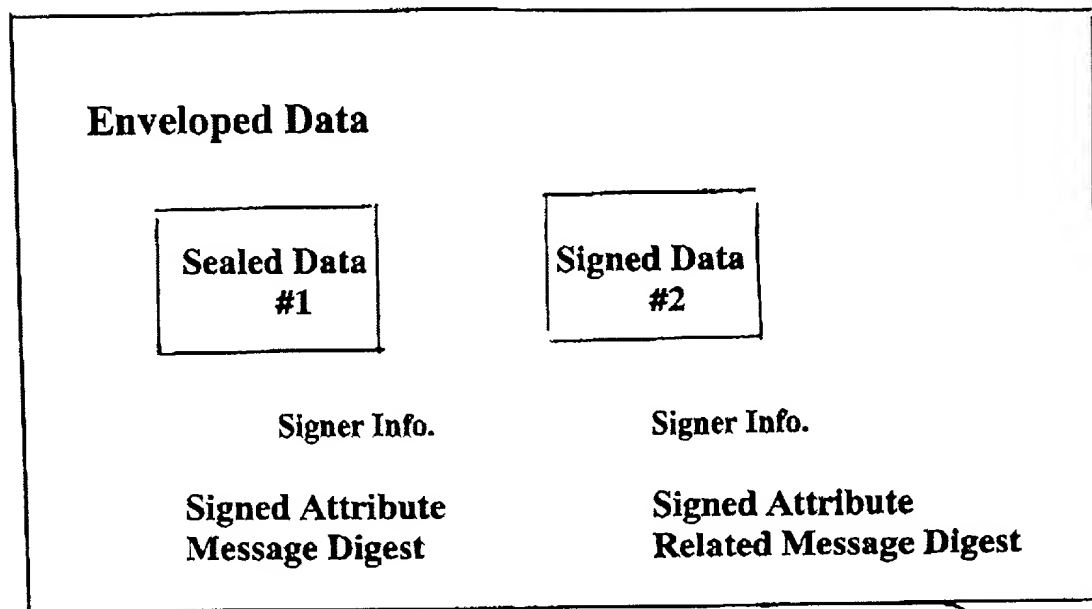 Enveloped Data
Sealed Data
#1
Signed Data
#2
Signer Info.
Signer Info.
Signed Attribute
Message Digest
Signed Attribute
Related Message Digest